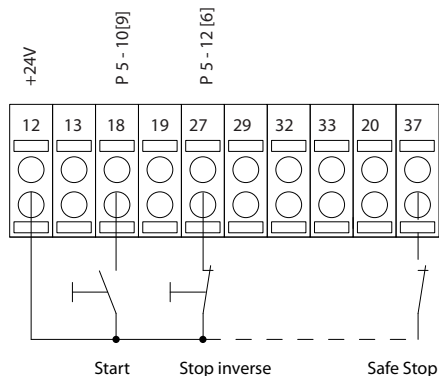 +24V
P 5 - 10[9]
P 5 - 12 [6]
12 13 18 19 27 29 32 33 20 37
Start Stop inverse Safe Stop